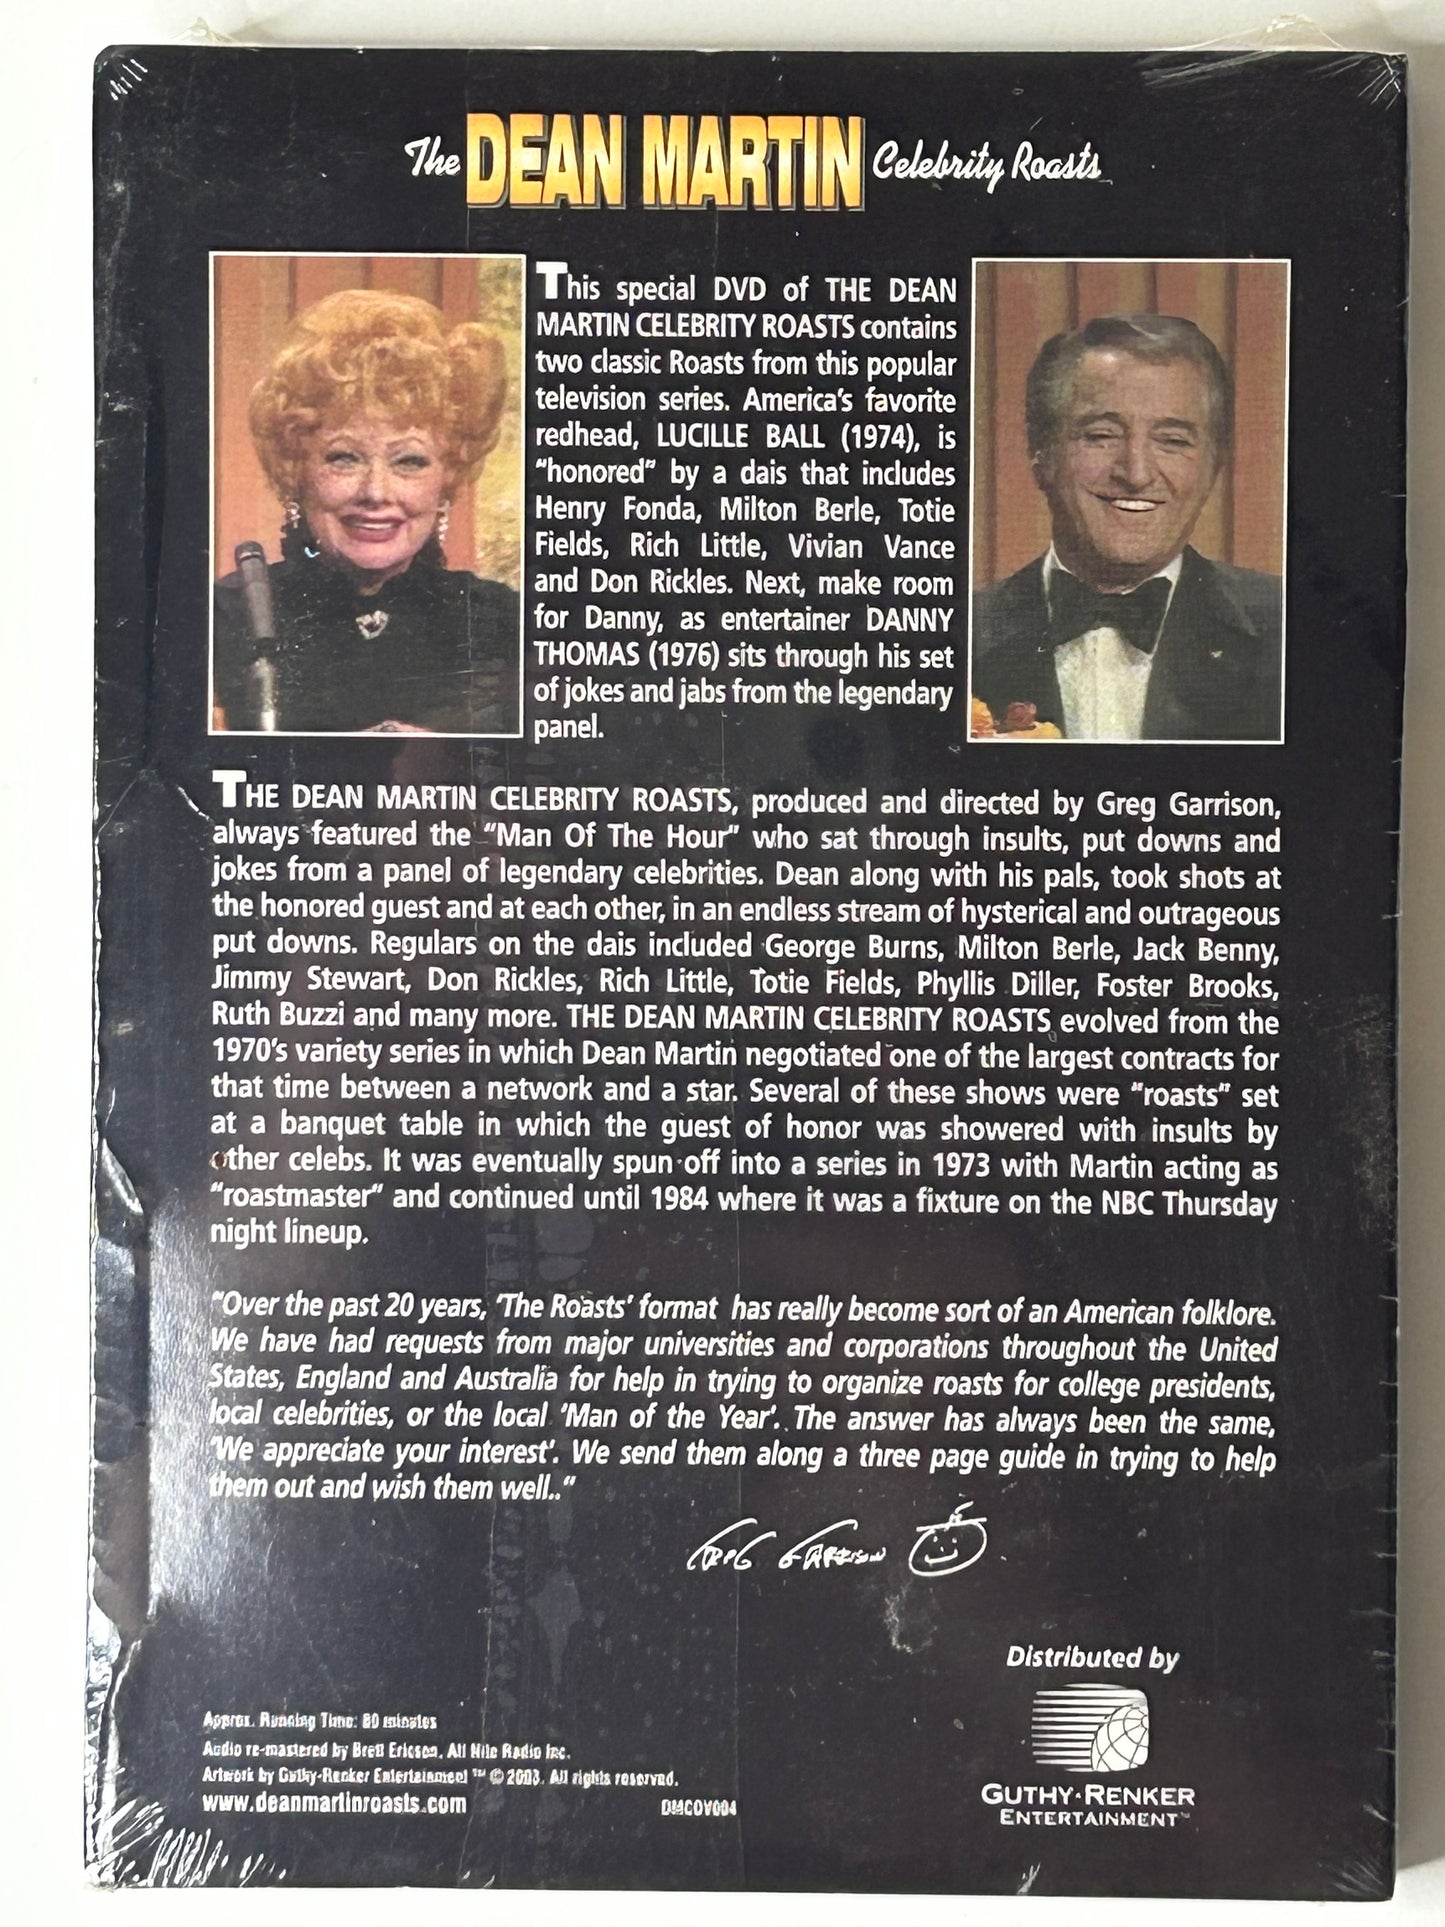 The DEAN MARTIN Celebrity Roasts
This special DVD of THE DEAN
MARTIN CELEBRITY ROASTS contains
two classic Roasts from this popular
television series. America's favorite
redhead, LUCILLE BALL (1974), is
"honored" by a dais that includes
Henry Fonda, Milton Berle, Totie
Fields, Rich Little, Vivian Vance
and Don Rickles. Next, make room
for Danny, as entertainer DANNY
THOMAS (1976) sits through his set
of jokes and jabs from the legendary
panel.
THE DEAN MARTIN CELEBRITY ROASTS, produced and directed by Greg Garrison,
always featured the "Man Of The Hour" who sat through insults, put downs and
jokes from a panel of legendary celebrities. Dean along with his pals, took shots at
the honored guest and at each other, in an endless stream of hysterical and outrageous
put downs. Regulars on the dais included George Burns, Milton Berle, Jack Benny,
Jimmy Stewart, Don Rickles, Rich Little, Totie Fields, Phyllis Diller, Foster Brooks,
Ruth Buzzi and many more. THE DEAN MARTIN CELEBRITY ROASTS evolved from the
1970's variety series in which Dean Martin negotiated one of the largest contracts for
that time between a network and a star. Several of these shows were "roasts" set
at a banquet table in which the guest of honor was showered with insults by
other celebs. It was eventually spun off into a series in 1973 with Martin acting as
"roastmaster" and continued until 1984 where it was a fixture on the NBC Thursday
night lineup.
"Over the past 20 years, 'The Roasts' format has really become sort of an American folklore.
We have had requests from major universities and corporations throughout the United
States, England and Australia for help in trying to organize roasts for college presidents,
local celebrities, or the local 'Man of the Year'. The answer has always been the same,
'We appreciate your interest'. We send them along a three page guide in trying to help
them out and wish them well.."
Greg Garrison
Distributed by
Approx. Running Time: 80 minutes
Audio re-mastered by Brett Ericson, All Nite Radio Inc.
Artwork by Guthy-Renker Entertainment ™ © 2003. All rights reserved.
www.deanmartinroasts.com
DMCOV004
GUTHY·RENKER
ENTERTAINMENT™